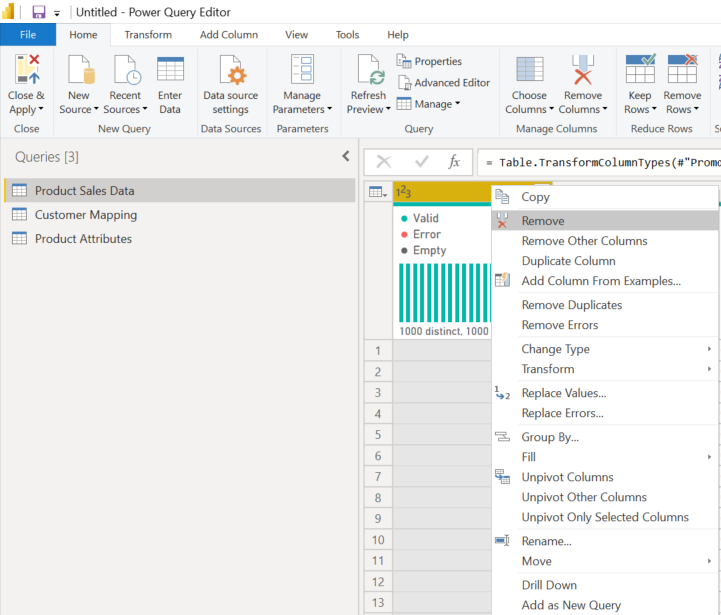 Untitled - Power Query Editor
File Home Transform Add Column View Tools Help
Close & Apply
New Source
Recent Sources
Enter Data
Data source settings
Manage Parameters
Refresh Preview
Properties
Advanced Editor
Manage
Choose Columns
Remove Columns
Keep Rows
Remove Rows
Close New Query Data Sources Parameters Query Manage Columns Reduce Rows
Queries [3]
Product Sales Data
Customer Mapping
Product Attributes
fx = Table.TransformColumnTypes(#"Promo
123
Valid
Error
Empty
1000 distinct, 1000
1
2
3
4
5
6
7
8
9
10
11
12
13
Copy
Remove
Remove Other Columns
Duplicate Column
Add Column From Examples...
Remove Duplicates
Remove Errors
Change Type
Transform
1 2 Replace Values...
Replace Errors...
Group By...
Fill
Unpivot Columns
Unpivot Other Columns
Unpivot Only Selected Columns
Rename...
Move
Drill Down
Add as New Query